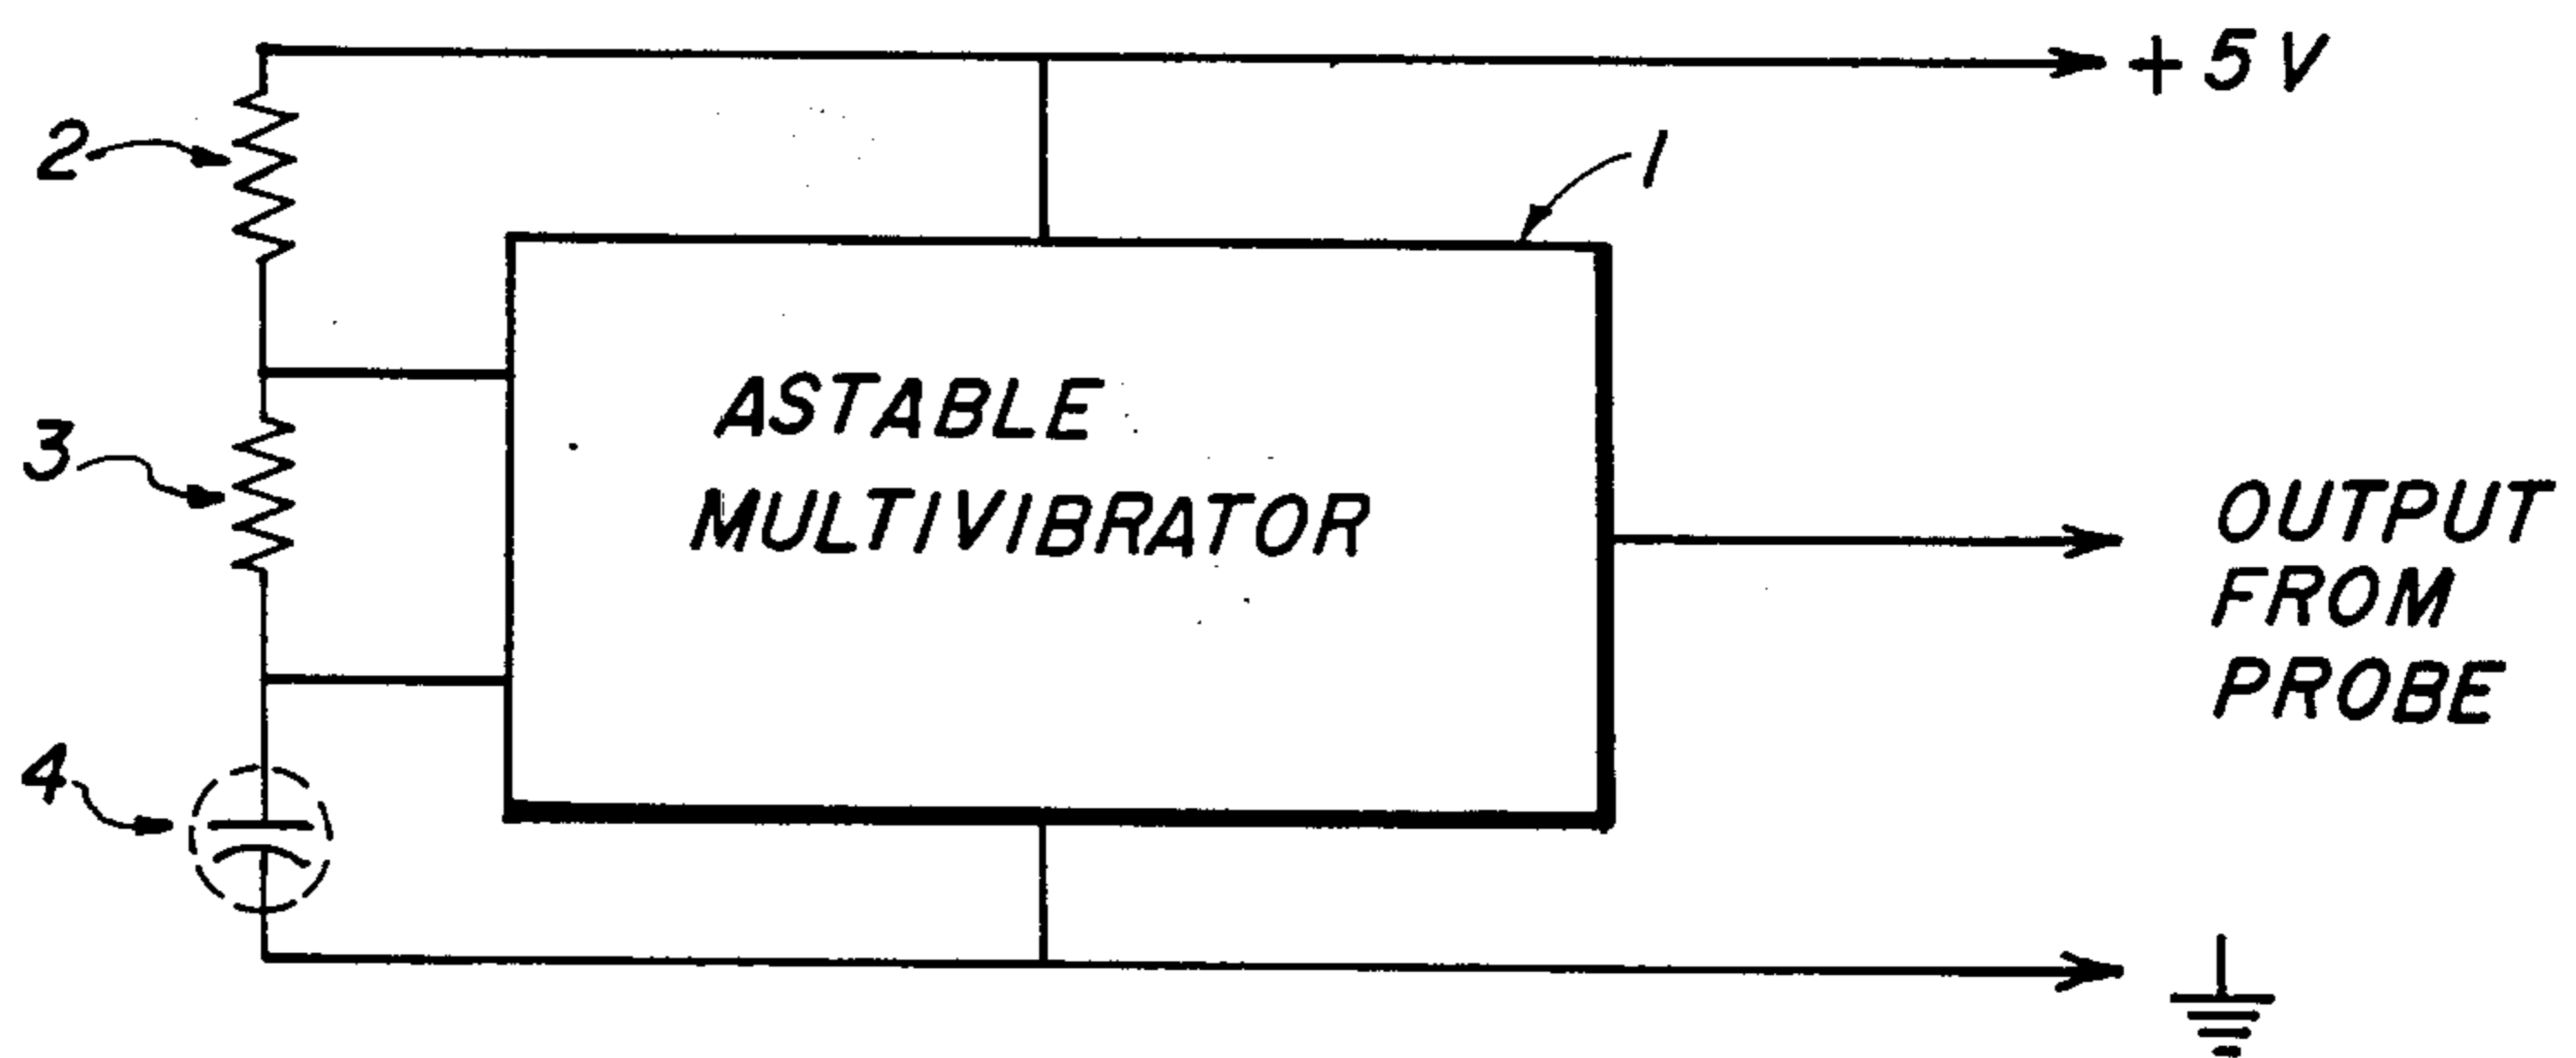 +5V
2
1
3
ASTABLE
MULTIVIBRATOR
OUTPUT
FROM
PROBE
4